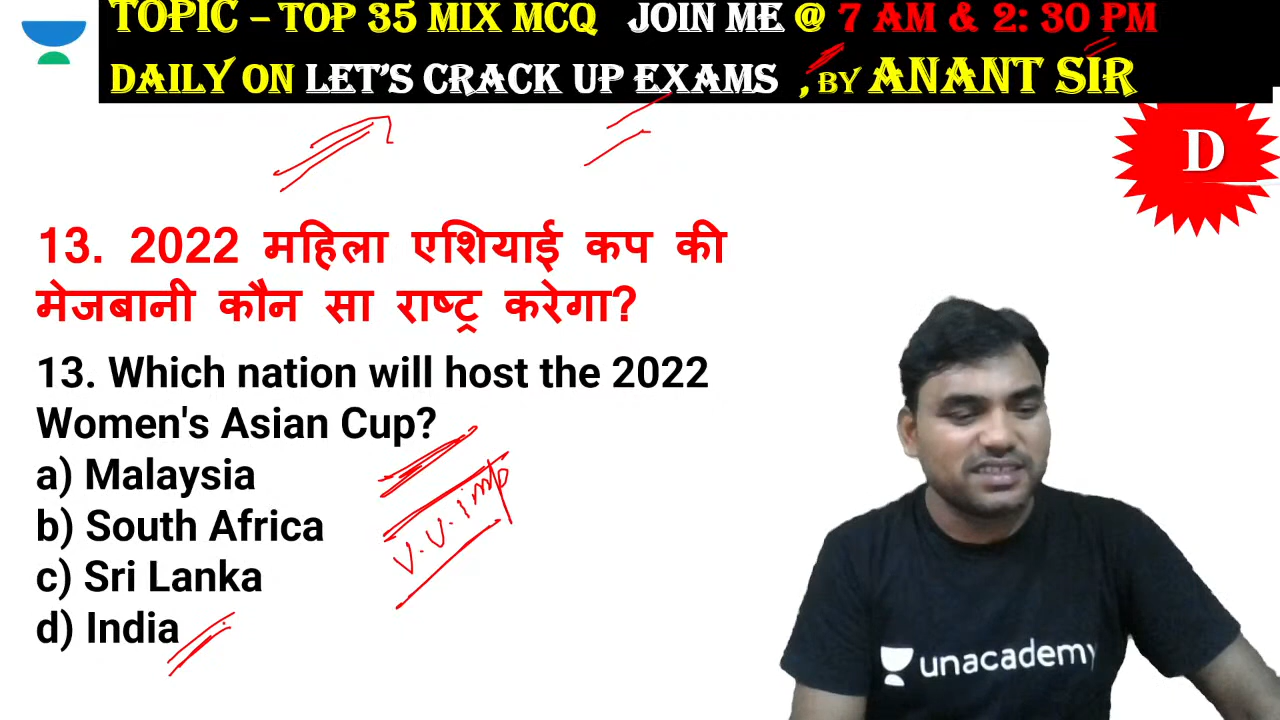 TOPIC – TOP 35 MIX MCQ JOIN ME @ 7 AM & 2: 30 PM
DAILY ON LET'S CRACK UP EXAMS , BY ANANT SIR
D
13. 2022 महिला एशियाई कप की
मेजबानी कौन सा राष्ट्र करेगा?
13. Which nation will host the 2022
Women's Asian Cup?
a) Malaysia
b) South Africa
c) Sri Lanka
d) India
V.V.imp
unacademy